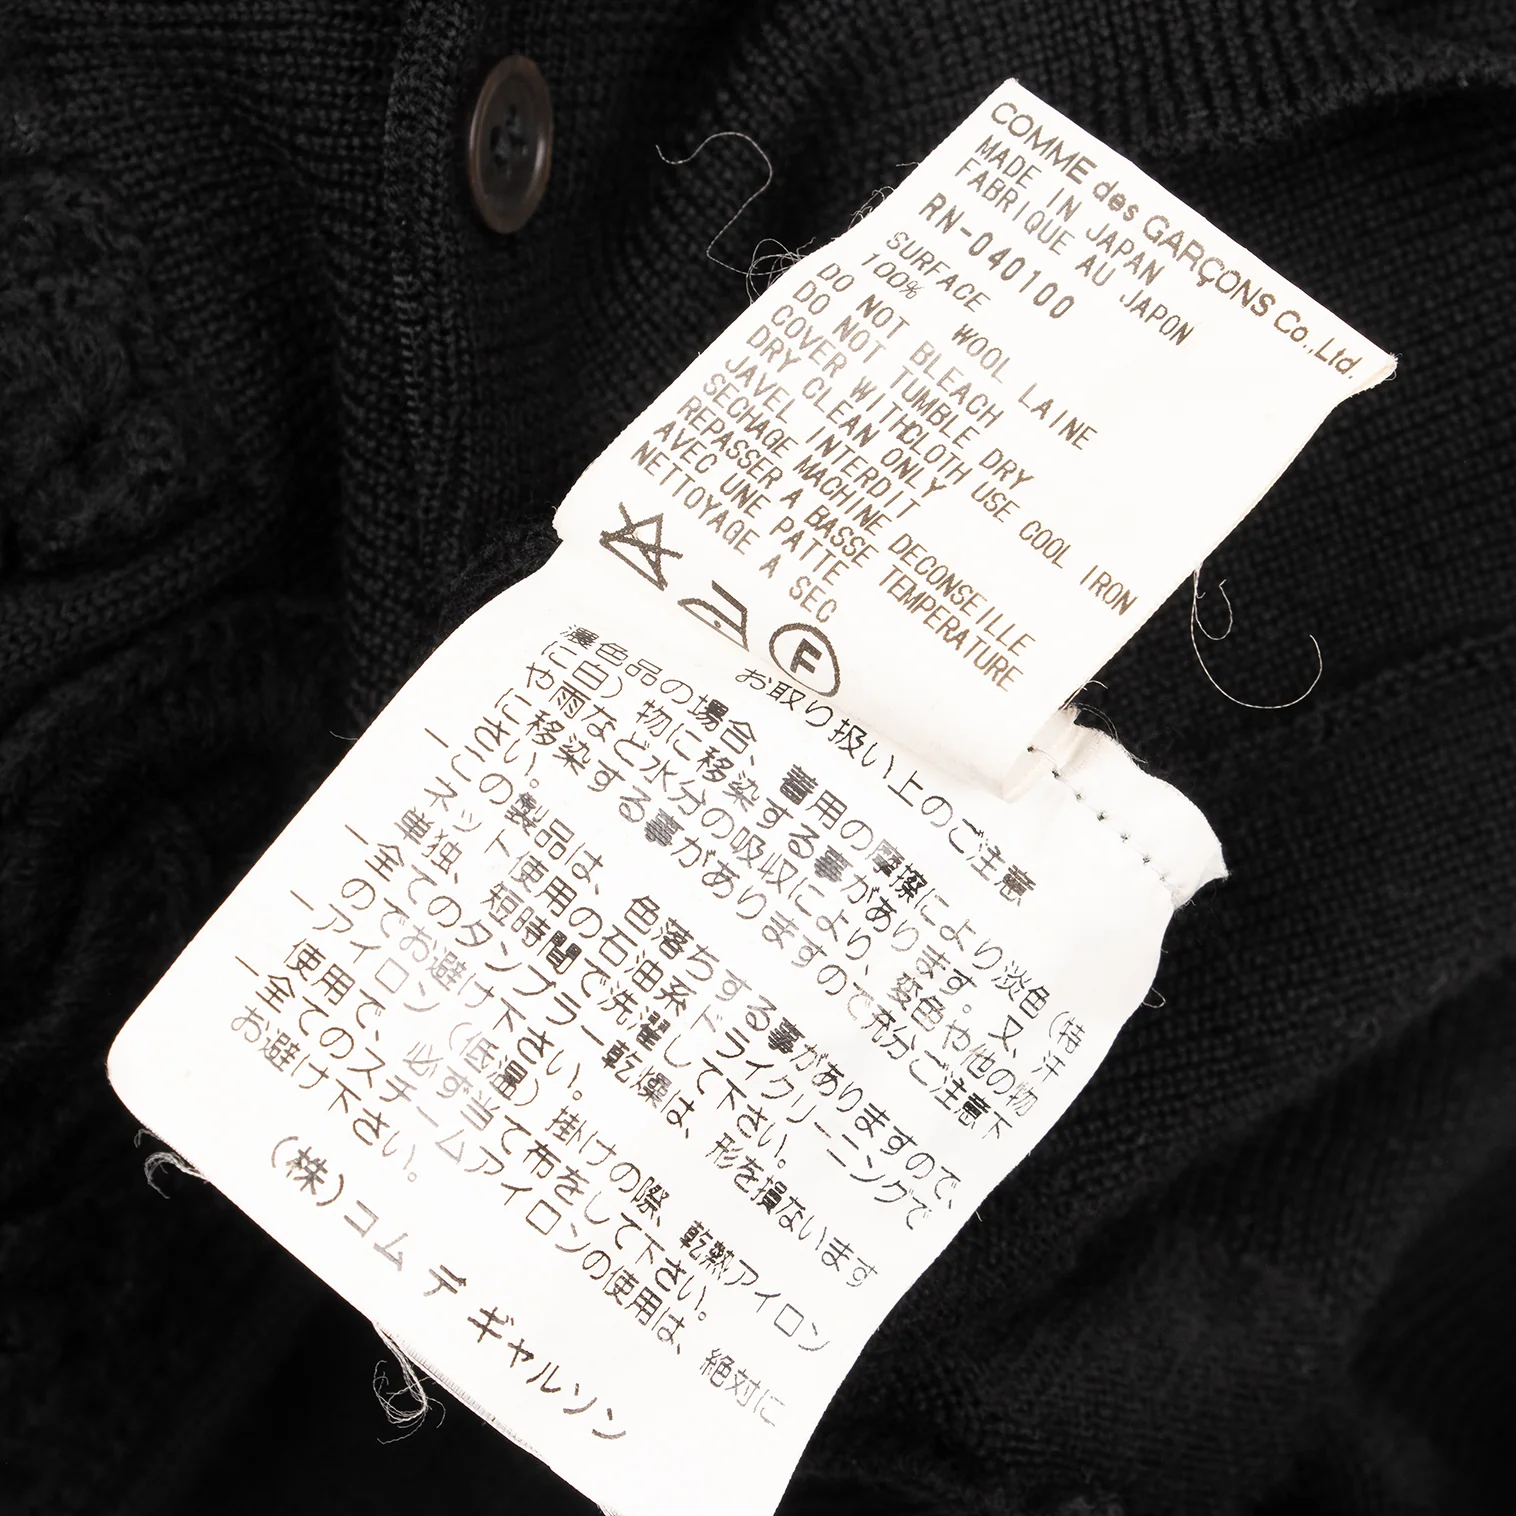 COMME des GARÇONS Co.,Ltd.
MADE IN JAPAN
FABRIQUE AU JAPON
RN-040100
SURFACE WOOL LAINE
100%
DO NOT BLEACH
DO NOT TUMBLE DRY
COVER WITHCLOTH USE COOL IRON
DRY CLEAN ONLY
JAVEL INTERDIT
SECHAGE MACHINE DECONSEILLE
REPASSER A BASSE TEMPERATURE
AVEC UNE PATTE
NETTOYAGE A SEC
F
お取り扱い上のご注意
濃色品の場合、着用の摩擦により淡色(特
に白)物に移染する事があります。又、汗
や雨など水分の吸収により、変色や他の物
に移染する事がありますので充分ご注意下
さい。
ーこの製品は、色落ちする事がありますので、
ネット使用の石油系ドライクリーニングで
単独、短時間で洗濯して下さい。
ー全てのタンブラー乾燥は、形を損ないます
のでお避け下さい。
ーアイロン(低温)掛けの際、乾熱アイロン
使用で、必ず当て布をして下さい。
ー全てのスチームアイロンの使用は、絶対に
お避け下さい。
(株)コム デ ギャルソン